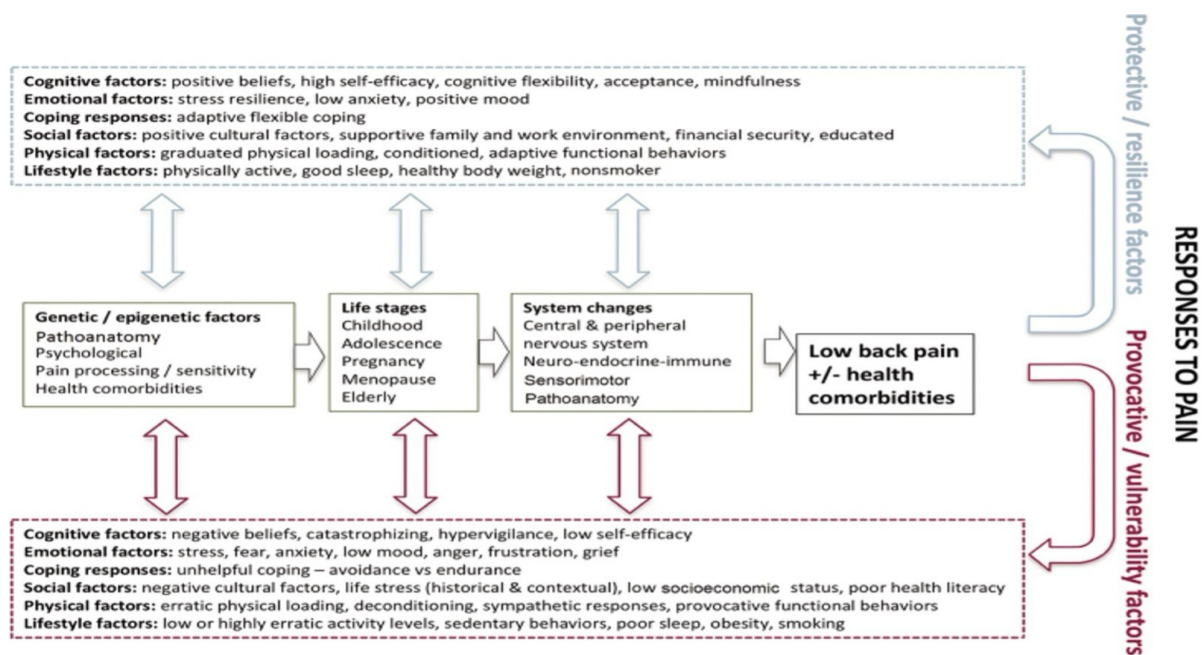 Cognitive factors: positive beliefs, high self-efficacy, cognitive flexibility, acceptance, mindfulness
Emotional factors: stress resilience, low anxiety, positive mood
Coping responses: adaptive flexible coping
Social factors: positive cultural factors, supportive family and work environment, financial security, educated
Physical factors: graduated physical loading, conditioned, adaptive functional behaviors
Lifestyle factors: physically active, good sleep, healthy body weight, nonsmoker
Genetic / epigenetic factors
Pathoanatomy
Psychological
Pain processing / sensitivity
Health comorbidities
Life stages
Childhood
Adolescence
Pregnancy
Menopause
Elderly
System changes
Central & peripheral
nervous system
Neuro-endocrine-immune
Sensorimotor
Pathoanatomy
Low back pain
+/- health
comorbidities
Cognitive factors: negative beliefs, catastrophizing, hypervigilance, low self-efficacy
Emotional factors: stress, fear, anxiety, low mood, anger, frustration, grief
Coping responses: unhelpful coping – avoidance vs endurance
Social factors: negative cultural factors, life stress (historical & contextual), low socioeconomic status, poor health literacy
Physical factors: erratic physical loading, deconditioning, sympathetic responses, provocative functional behaviors
Lifestyle factors: low or highly erratic activity levels, sedentary behaviors, poor sleep, obesity, smoking
Protective / resilience factors
Provocative / vulnerability factors
RESPONSES TO PAIN